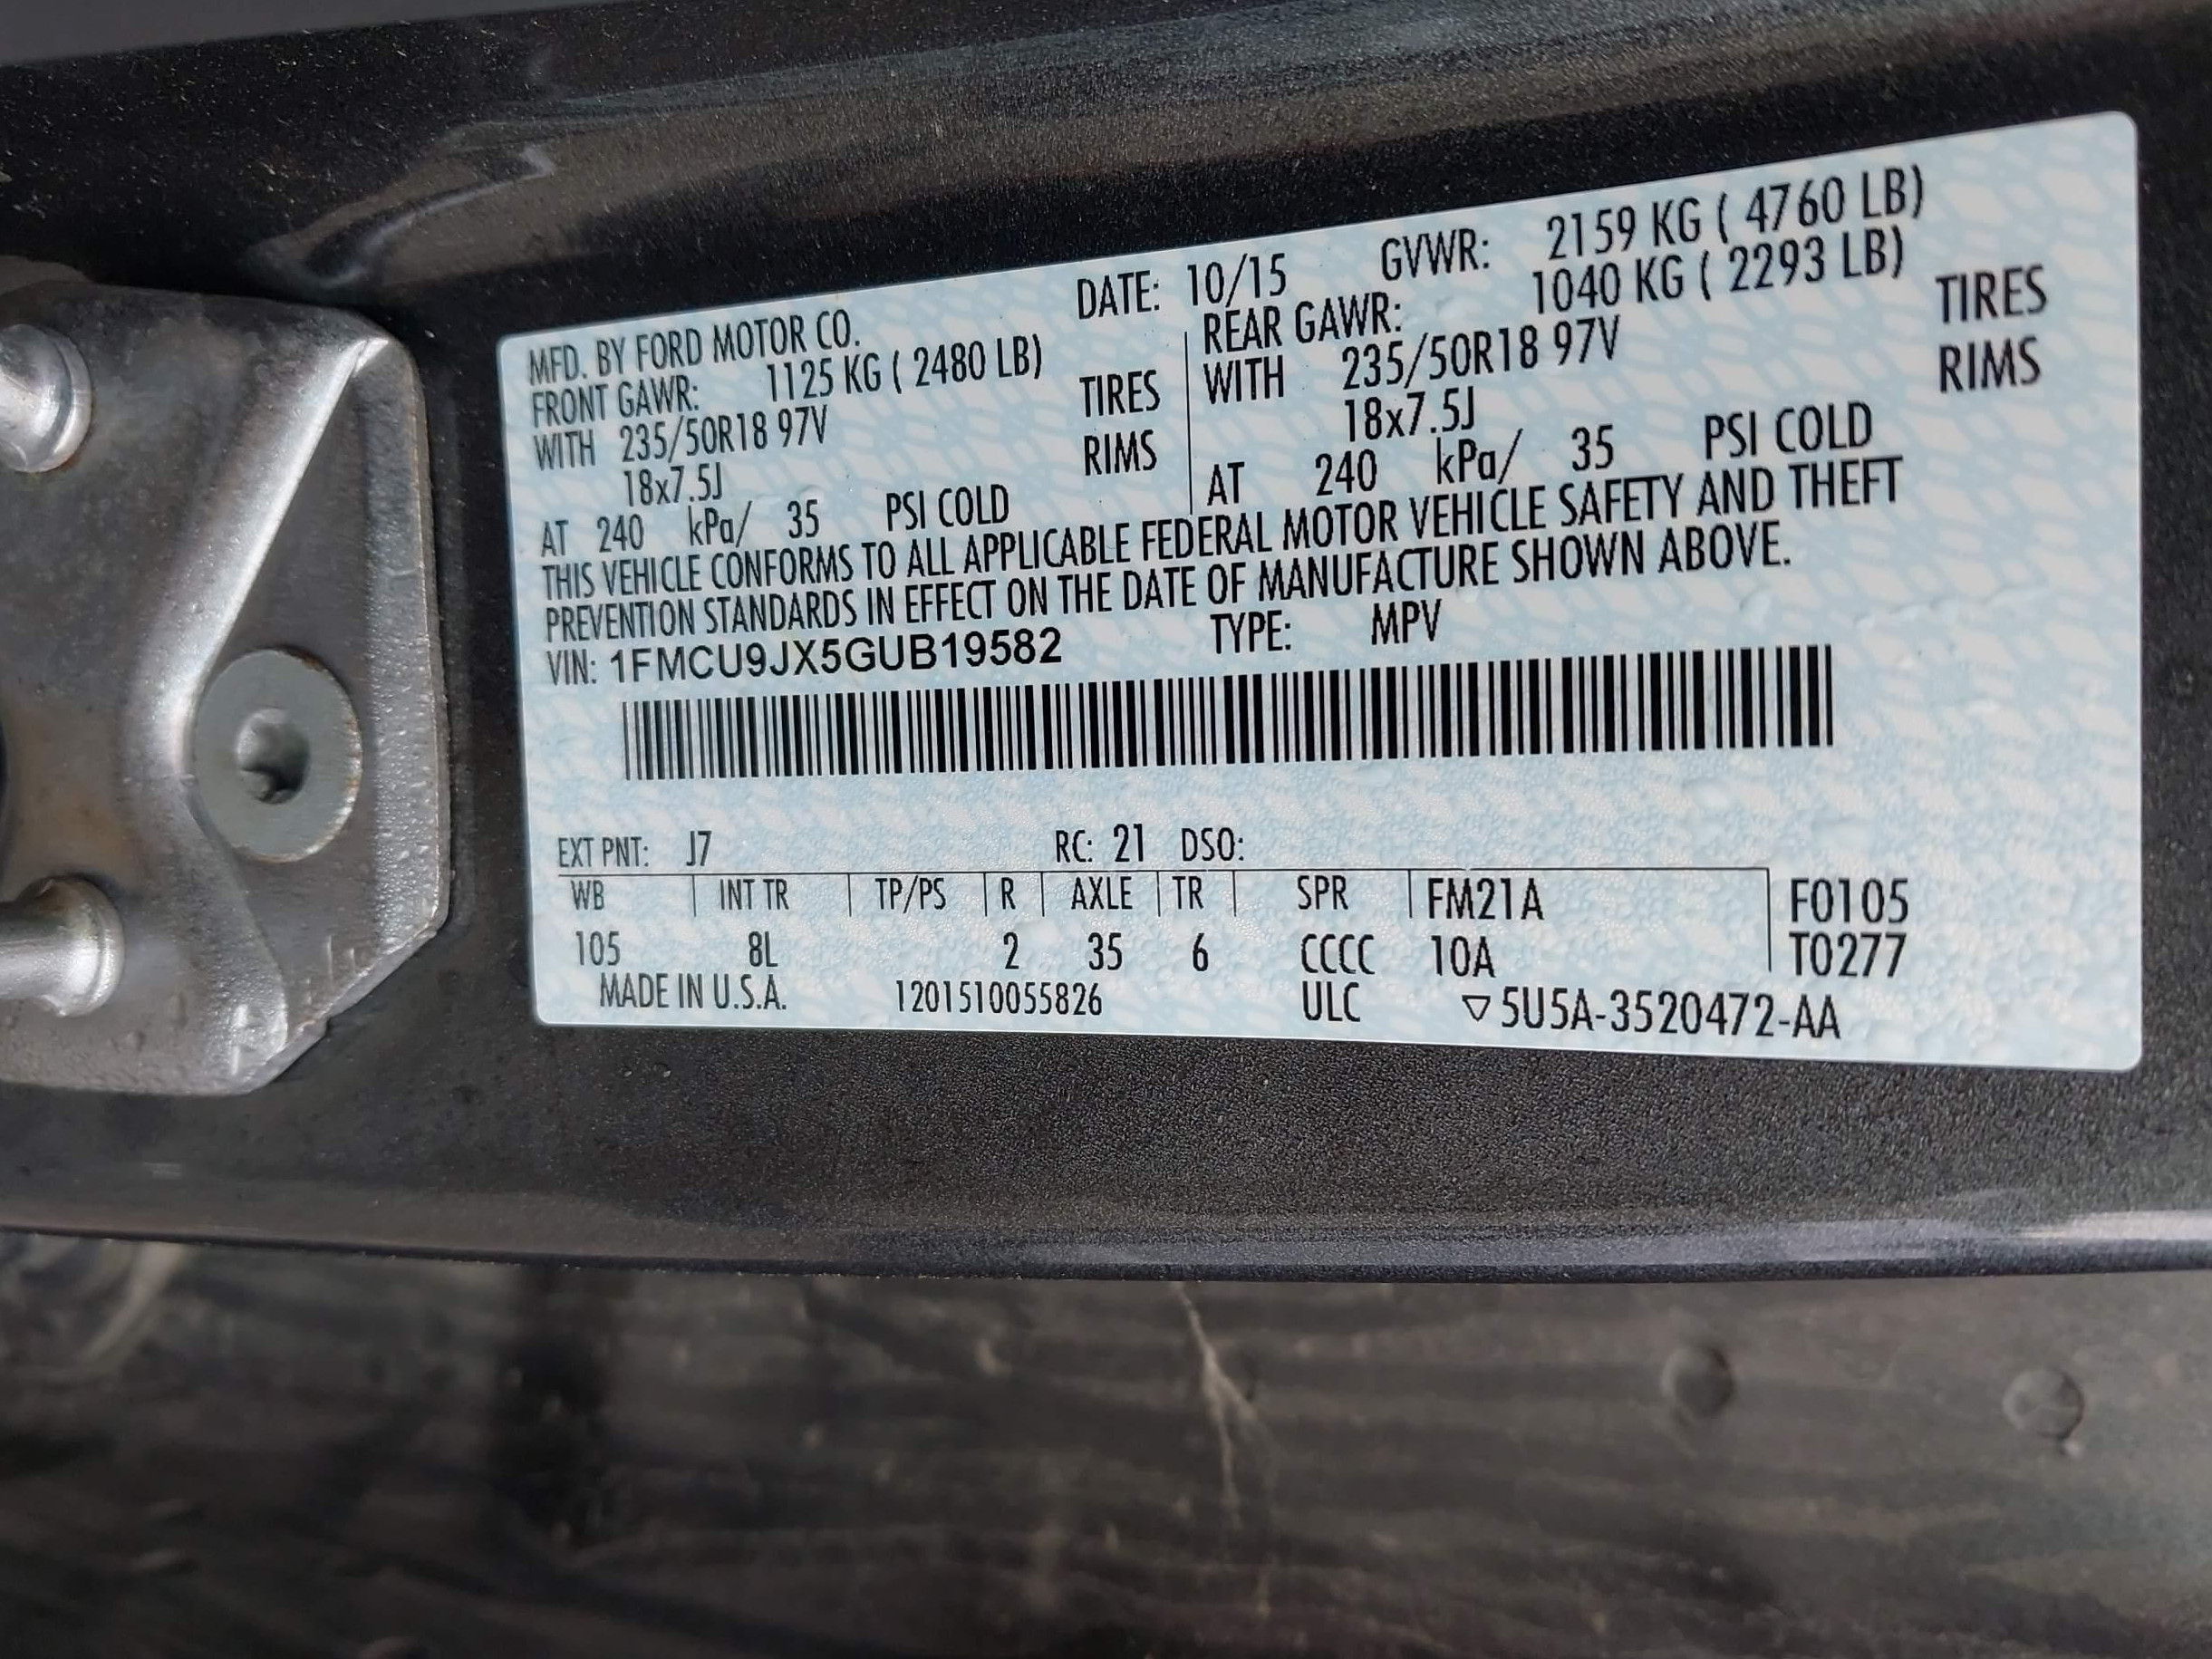 MFD. BY FORD MOTOR CO. DATE: 10/15 GVWR: 2159 KG ( 4760 LB)
FRONT GAWR: 1125 KG ( 2480 LB) REAR GAWR: 1040 KG ( 2293 LB)
WITH 235/50R18 97V TIRES WITH 235/50R18 97V TIRES
18x7.5J RIMS 18x7.5J RIMS
AT 240 kPa/ 35 PSI COLD AT 240 kPa/ 35 PSI COLD
THIS VEHICLE CONFORMS TO ALL APPLICABLE FEDERAL MOTOR VEHICLE SAFETY AND THEFT
PREVENTION STANDARDS IN EFFECT ON THE DATE OF MANUFACTURE SHOWN ABOVE.
VIN: 1FMCU9JX5GUB19582 TYPE: MPV
EXT PNT: J7 RC: 21 DSO:
WB INT TR TP/PS R AXLE TR SPR FM21A F0105
105 8L 2 35 6 CCCC 10A T0277
MADE IN U.S.A. 1201510055826 ULC ▽5U5A-3520472-AA